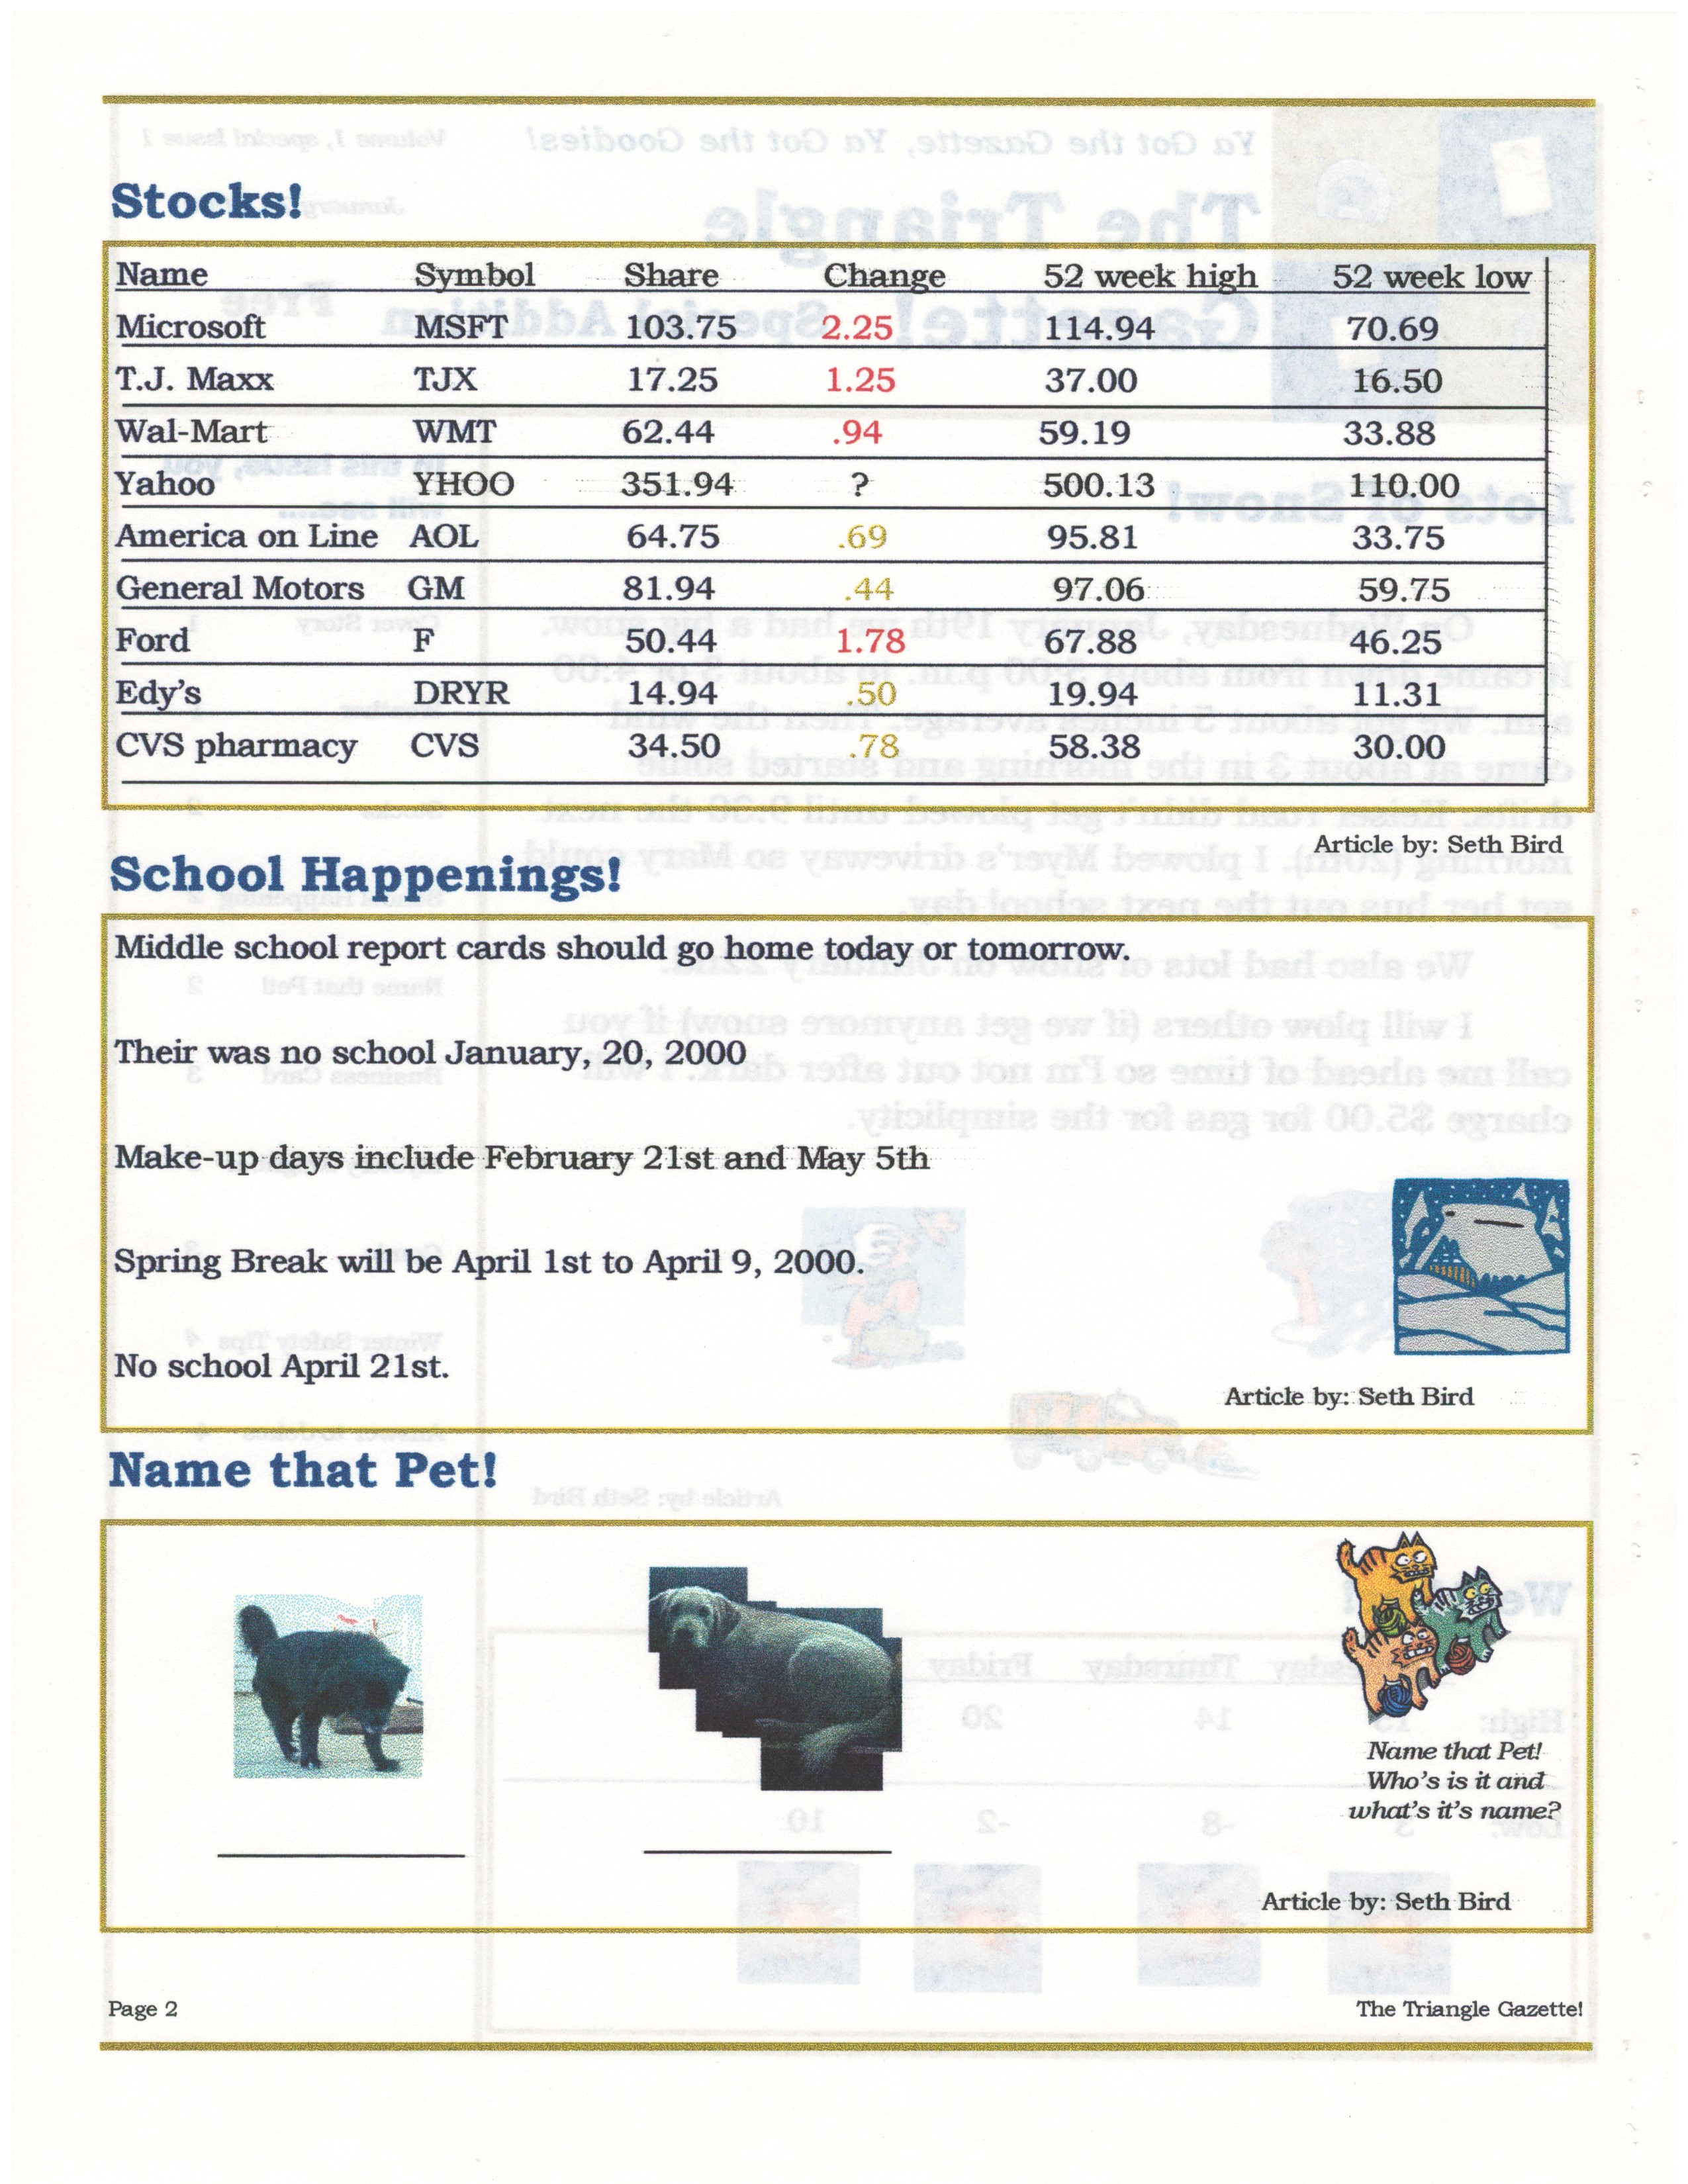 Stocks!
Name Symbol Share Change 52 week high 52 week low
Microsoft MSFT 103.75 2.25 114.94 70.69
T.J. Maxx TJX 17.25 1.25 37.00 16.50
Wal-Mart WMT 62.44 .94 59.19 33.88
Yahoo YHOO 351.94 ? 500.13 110.00
America on Line AOL 64.75 .69 95.81 33.75
General Motors GM 81.94 .44 97.06 59.75
Ford F 50.44 1.78 67.88 46.25
Edy's DRYR 14.94 .50 19.94 11.31
CVS pharmacy CVS 34.50 .78 58.38 30.00
Article by: Seth Bird
School Happenings!
Middle school report cards should go home today or tomorrow.
Their was no school January, 20, 2000
Make-up days include February 21st and May 5th
Spring Break will be April 1st to April 9, 2000.
No school April 21st.
Article by: Seth Bird
Name that Pet!
Name that Pet!
Who's is it and
what's it's name?
Article by: Seth Bird
Page 2 The Triangle Gazette!